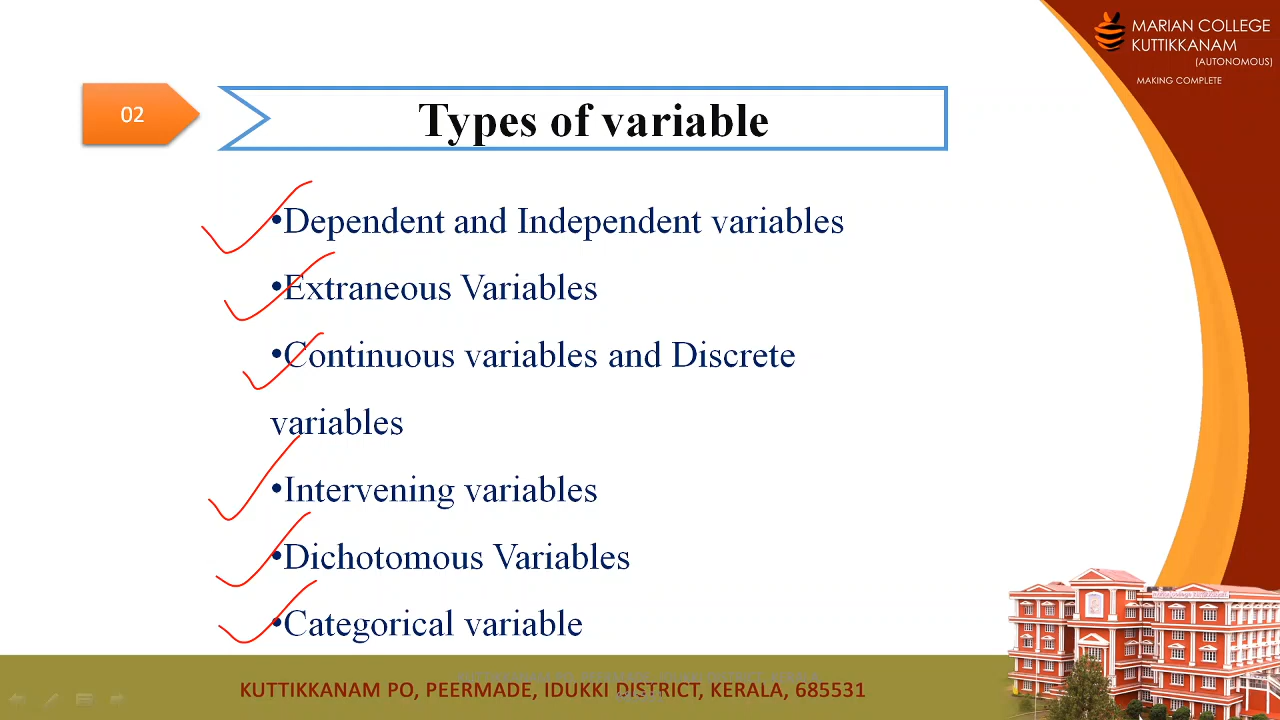 MARIAN COLLEGE
KUTTIKKANAM
(AUTONOMOUS)
MAKING COMPLETE
02
Types of variable
•Dependent and Independent variables
•Extraneous Variables
•Continuous variables and Discrete
variables
•Intervening variables
•Dichotomous Variables
•Categorical variable
KUTTIKKANAM PO, PEERMADE, IDUKKI DISTRICT, KERALA, 685531